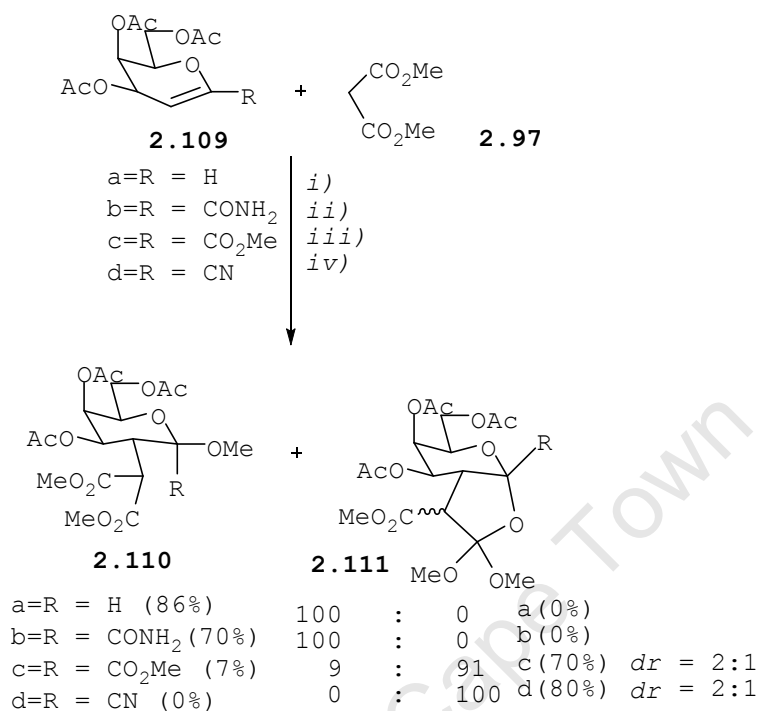 OAc
OAc
O
AcO
R
+
CO2Me
CO2Me
2.109
2.97
a=R = H
b=R = CONH2
c=R = CO2Me
d=R = CN
i)
ii)
iii)
iv)
OAc
OAc
O
AcO
OMe
MeO2C
R
MeO2C
2.110
+
OAc
OAc
R
O
AcO
O
MeO2C
MeO
OMe
2.111
a=R = H (86%) 100 : 0 a(0%)
b=R = CONH2(70%) 100 : 0 b(0%)
c=R = CO2Me (7%) 9 : 91 c(70%) dr = 2:1
d=R = CN (0%) 0 : 100 d(80%) dr = 2:1
Cape Town